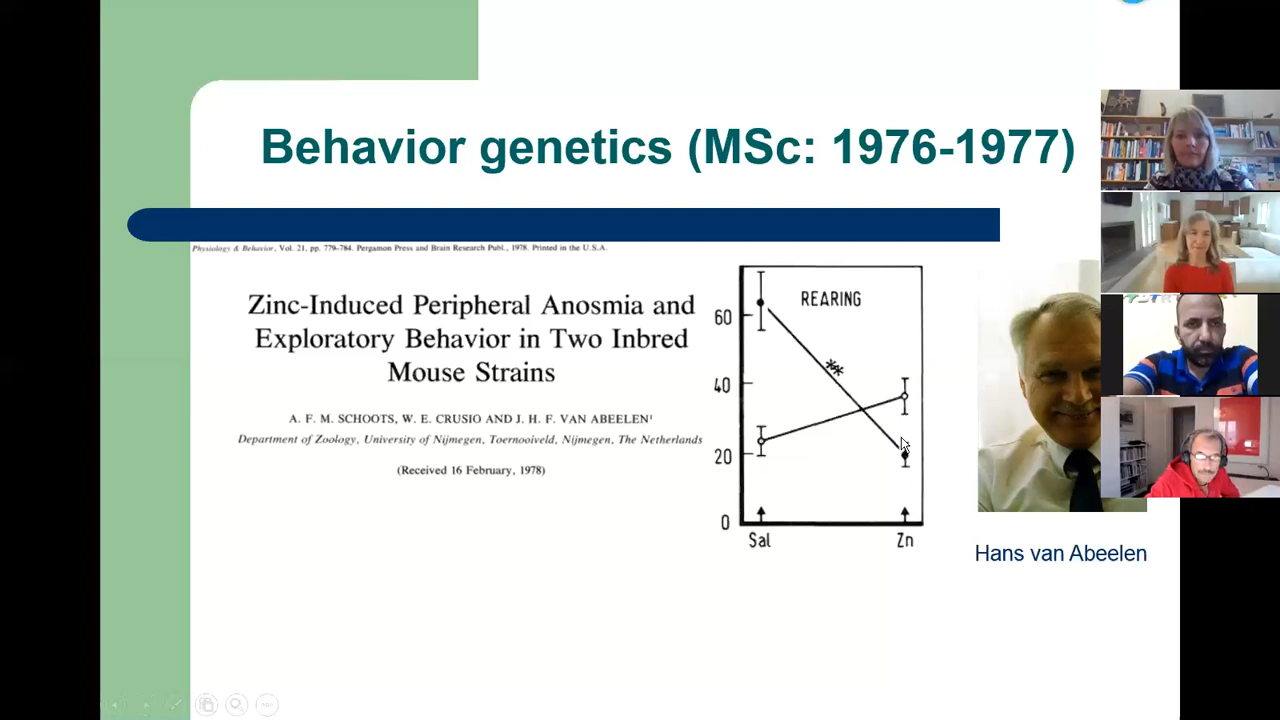 Behavior genetics (MSc: 1976-1977)
Physiology & Behavior, Vol. 21, pp. 779–784. Pergamon Press and Brain Research Publ., 1978. Printed in the U.S.A.
Zinc-Induced Peripheral Anosmia and
Exploratory Behavior in Two Inbred
Mouse Strains
A. F. M. SCHOOTS, W. E. CRUSIO AND J. H. F. VAN ABEELEN¹
Department of Zoology, University of Nijmegen, Toernooiveld, Nijmegen, The Netherlands
(Received 16 February, 1978)
REARING
60
**
40
20
0
Sal Zn
Hans van Abeelen